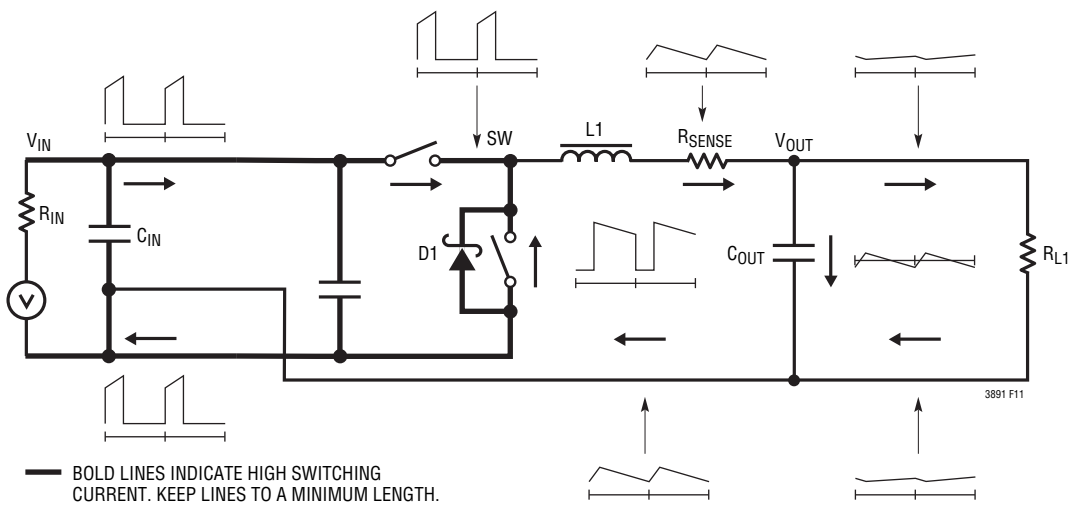 SW
L1
RSENSE
VOUT
VIN
RIN
CIN
D1
COUT
RL1
V
3891 F11
BOLD LINES INDICATE HIGH SWITCHING
CURRENT. KEEP LINES TO A MINIMUM LENGTH.